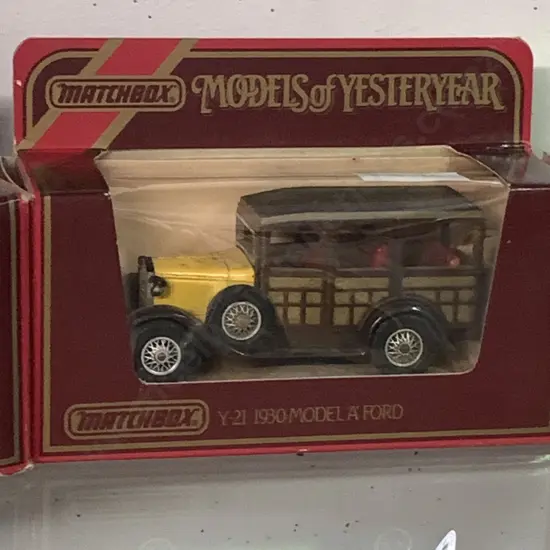 MATCHBOX
MODELS of YESTERYEAR
MATCHBOX
Y-21 1930·MODEL 'A' FORD